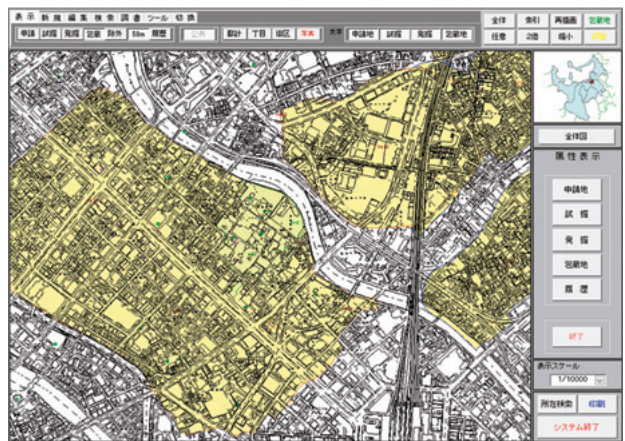 表示 新規 編集 検索 調書 ツール 切換
申請 試掘 発掘 包蔵 除外 50m 履歴 公共 都計 丁目 街区 写真 文字 申請地 試掘 発掘 包蔵地
全体 索引 再描画 包蔵地
任意 2倍 縮小
全体図
属性表示
申請地
試掘
発掘
包蔵地
履歴
終了
表示スケール
1/10000
所在検索 印刷
システム終了